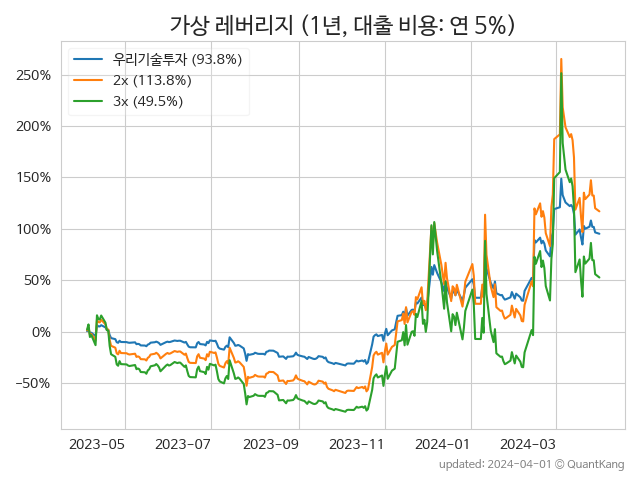 가상 레버리지 (1년, 대출 비용: 연 5%)
우리기술투자 (93.8%)
2x (113.8%)
3x (49.5%)
250%
200%
150%
100%
50%
0%
−50%
2023-05 2023-07 2023-09 2023-11 2024-01 2024-03
updated: 2024-04-01 © QuantKang